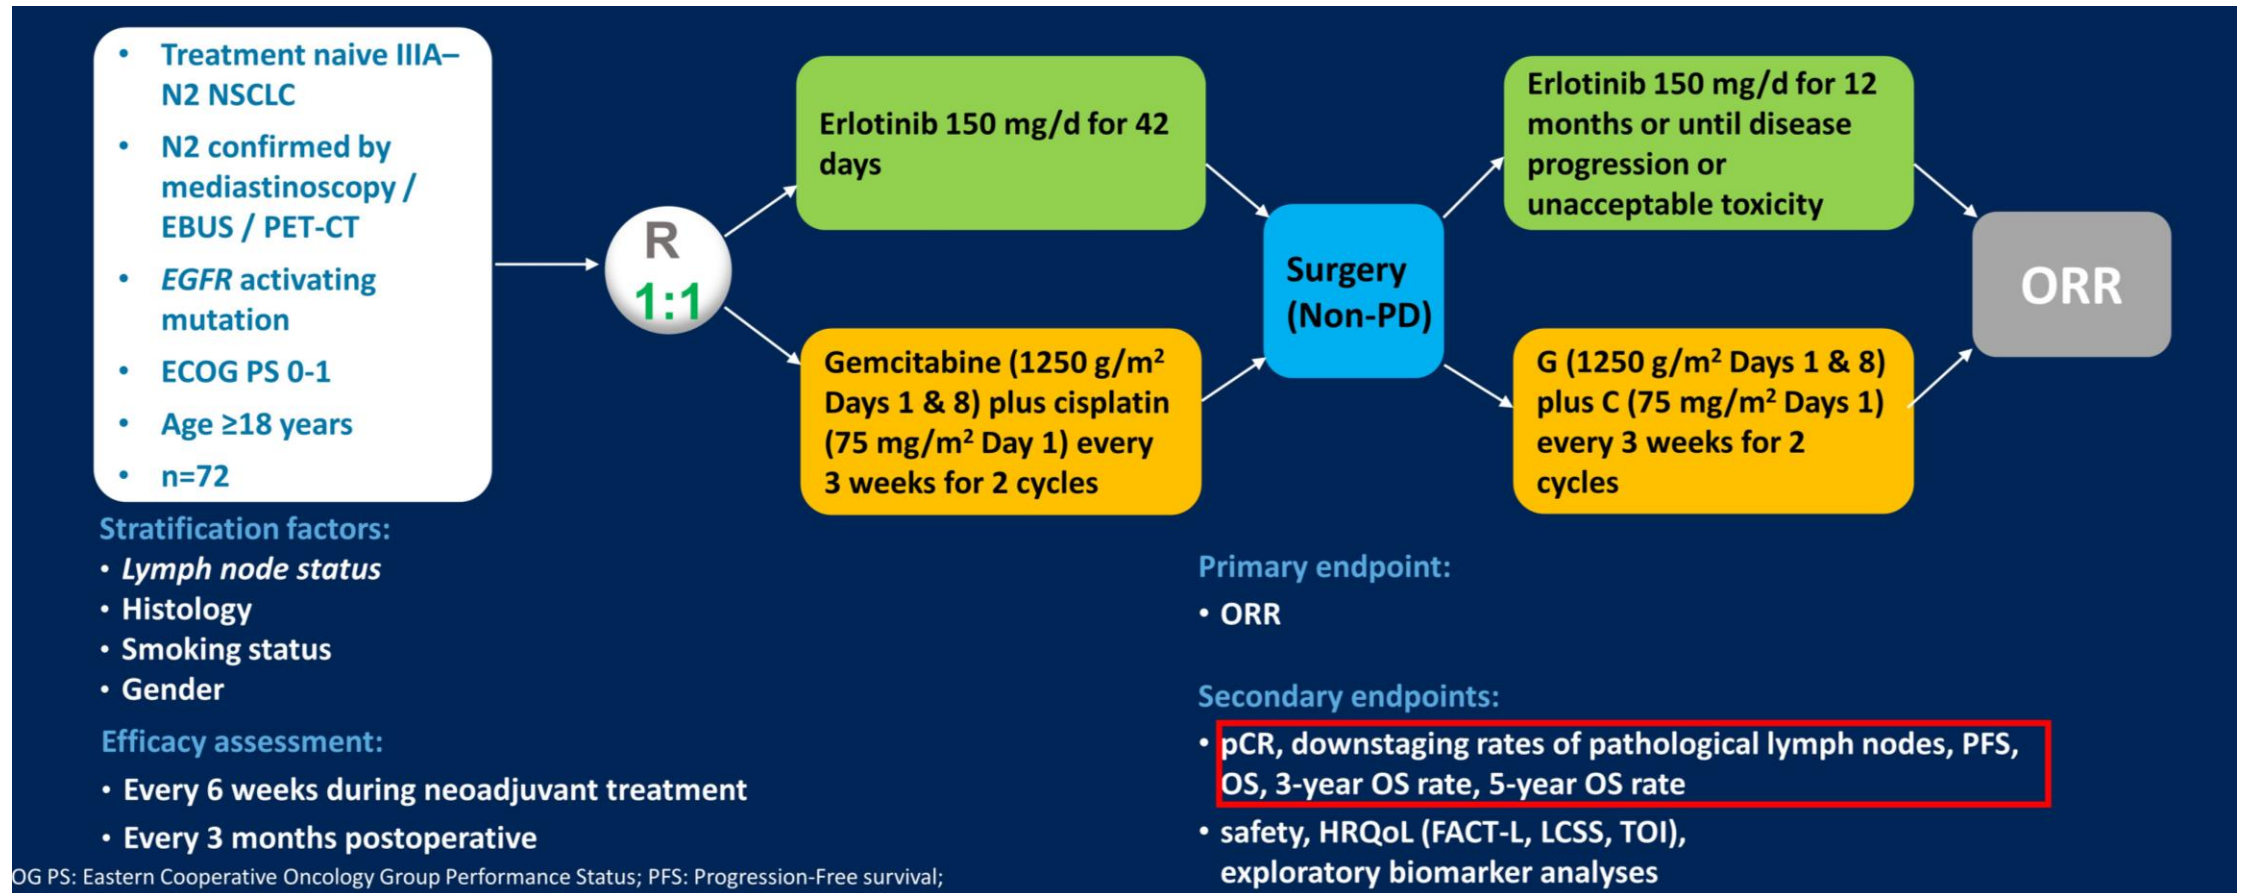 • Treatment naive IIIA–
N2 NSCLC
• N2 confirmed by
mediastinoscopy /
EBUS / PET-CT
• EGFR activating
mutation
• ECOG PS 0-1
• Age ≥18 years
• n=72
R
1:1
Erlotinib 150 mg/d for 42
days
Gemcitabine (1250 g/m²
Days 1 & 8) plus cisplatin
(75 mg/m² Day 1) every
3 weeks for 2 cycles
Surgery
(Non-PD)
Erlotinib 150 mg/d for 12
months or until disease
progression or
unacceptable toxicity
G (1250 g/m² Days 1 & 8)
plus C (75 mg/m² Days 1)
every 3 weeks for 2
cycles
ORR
Stratification factors:
• Lymph node status
• Histology
• Smoking status
• Gender
Efficacy assessment:
• Every 6 weeks during neoadjuvant treatment
• Every 3 months postoperative
Primary endpoint:
• ORR
Secondary endpoints:
• pCR, downstaging rates of pathological lymph nodes, PFS,
OS, 3-year OS rate, 5-year OS rate
• safety, HRQoL (FACT-L, LCSS, TOI),
exploratory biomarker analyses
OG PS: Eastern Cooperative Oncology Group Performance Status; PFS: Progression-Free survival;